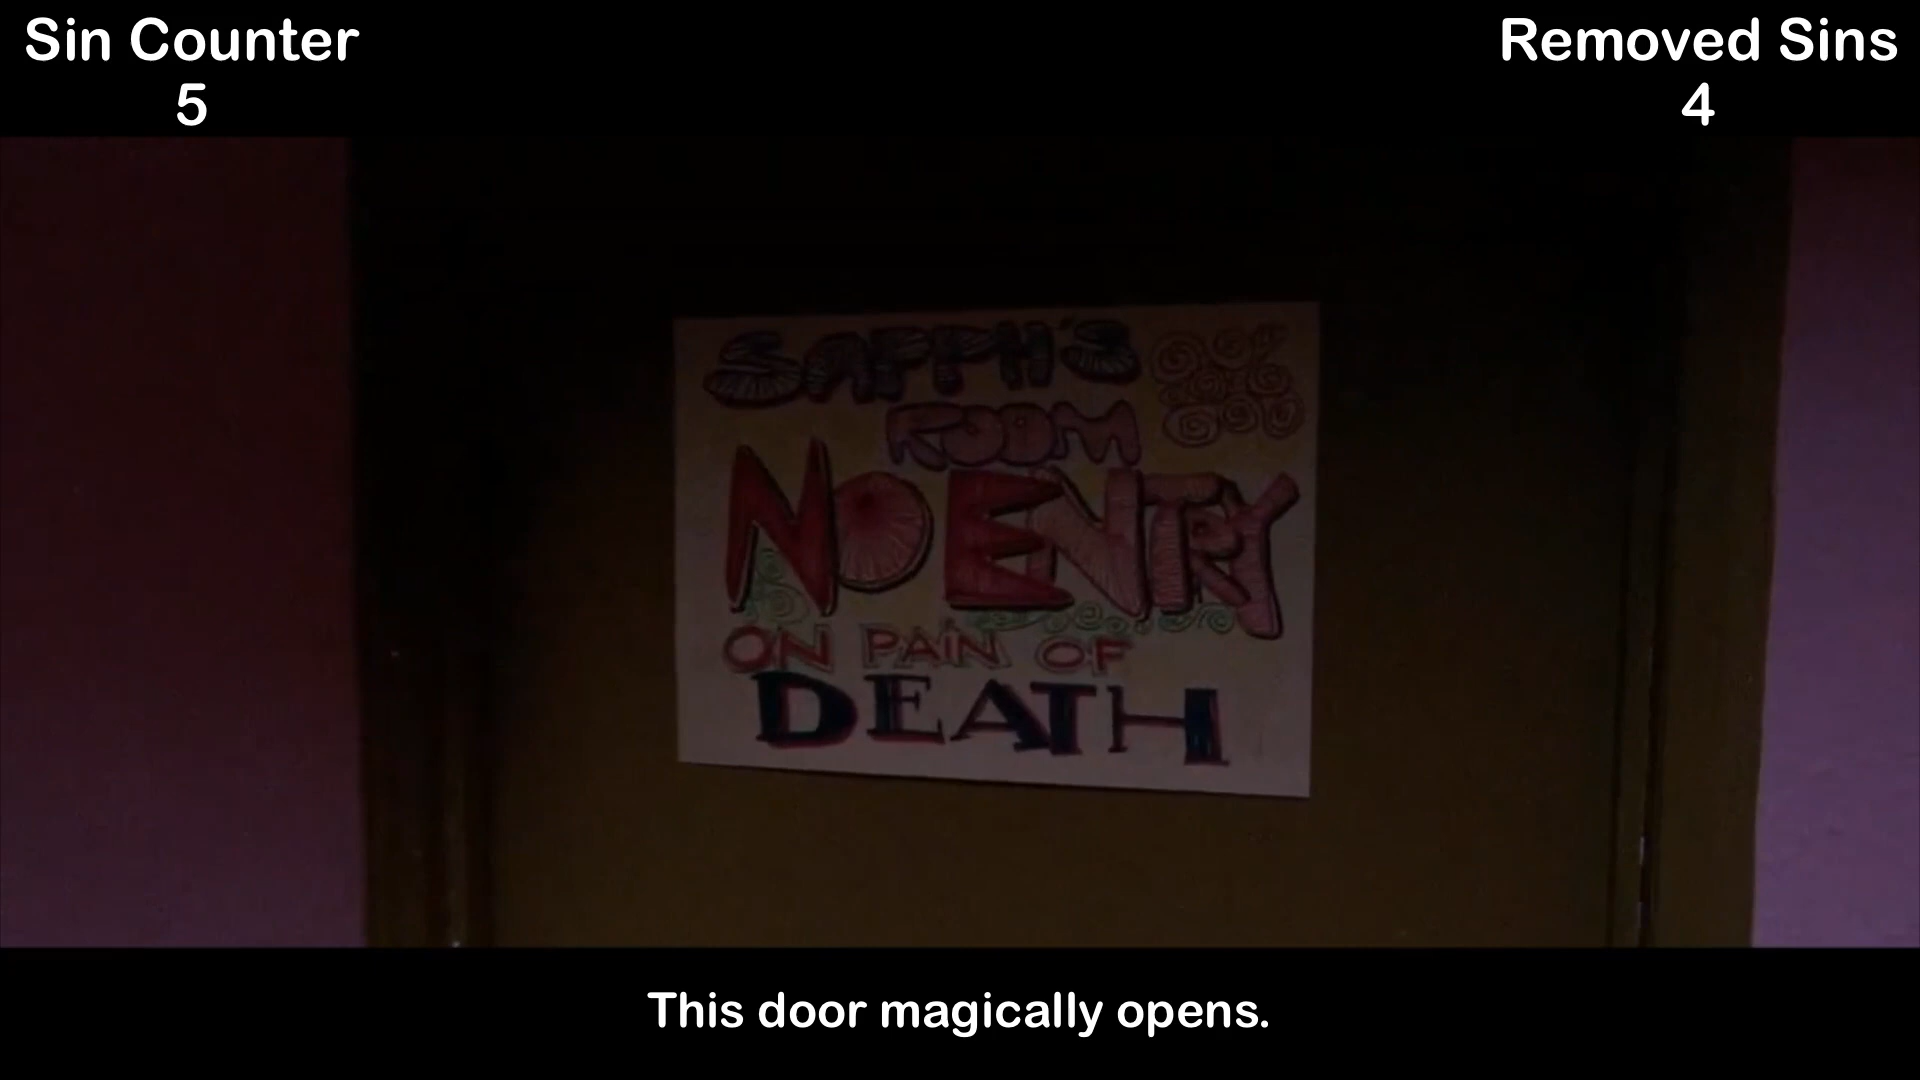 Sin Counter
5
Removed Sins
4
SAPPH'S
ROOM
NO ENTRY
ON PAIN OF
DEATH
This door magically opens.